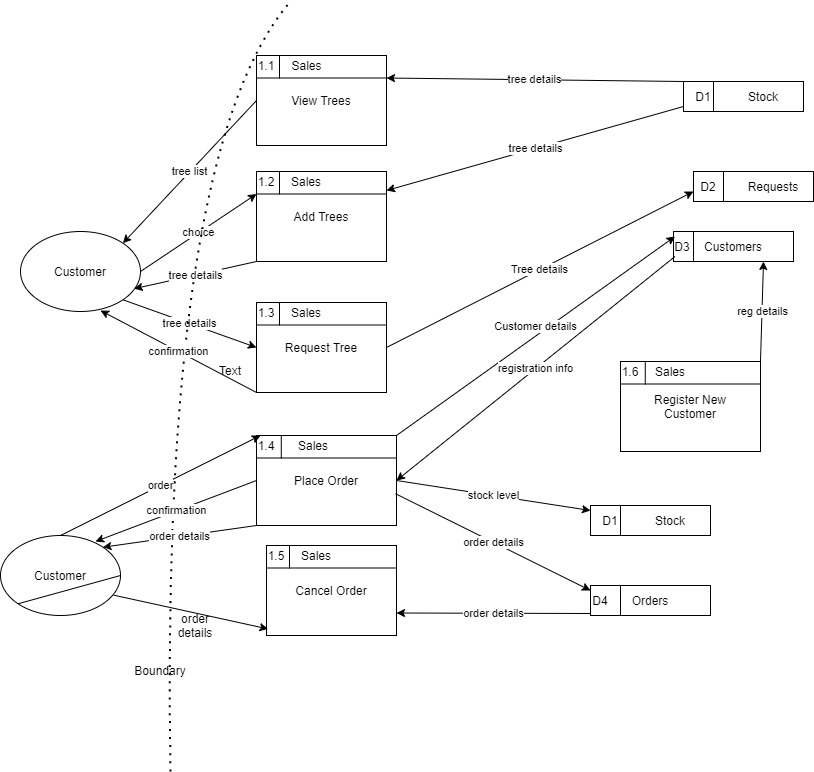 1.1 Sales
View Trees
tree details
D1 Stock
tree details
tree list
1.2 Sales
Add Trees
D2 Requests
choice
D3 Customers
Customer
tree details
Tree details
1.3 Sales
reg details
tree details
Customer details
Request Tree
confirmation
Text
registration info
1.6 Sales
Register New
Customer
1.4 Sales
Place Order
order
stock level
confirmation
D1 Stock
order details
order details
1.5 Sales
Customer
Cancel Order
D4 Orders
order details
order
details
Boundary